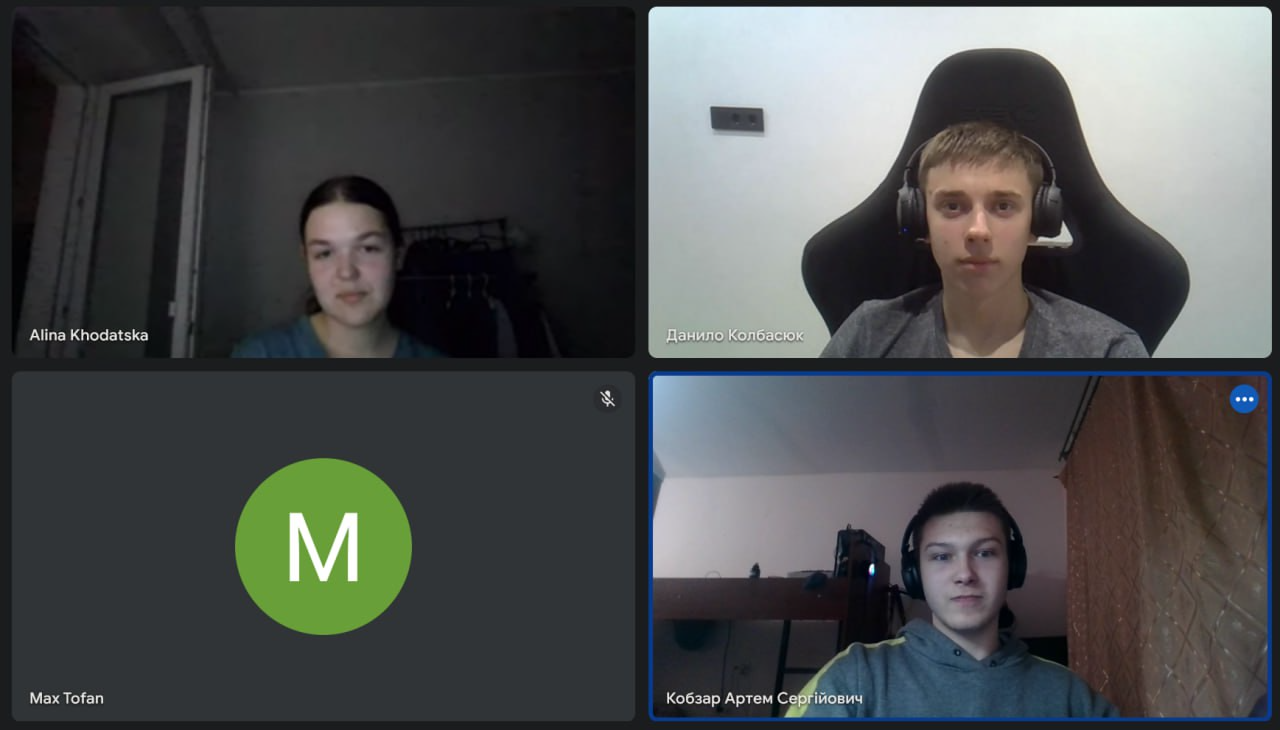 Alina Khodatska
Данило Колбасюк
M
Max Tofan
Кобзар Артем Сергійович